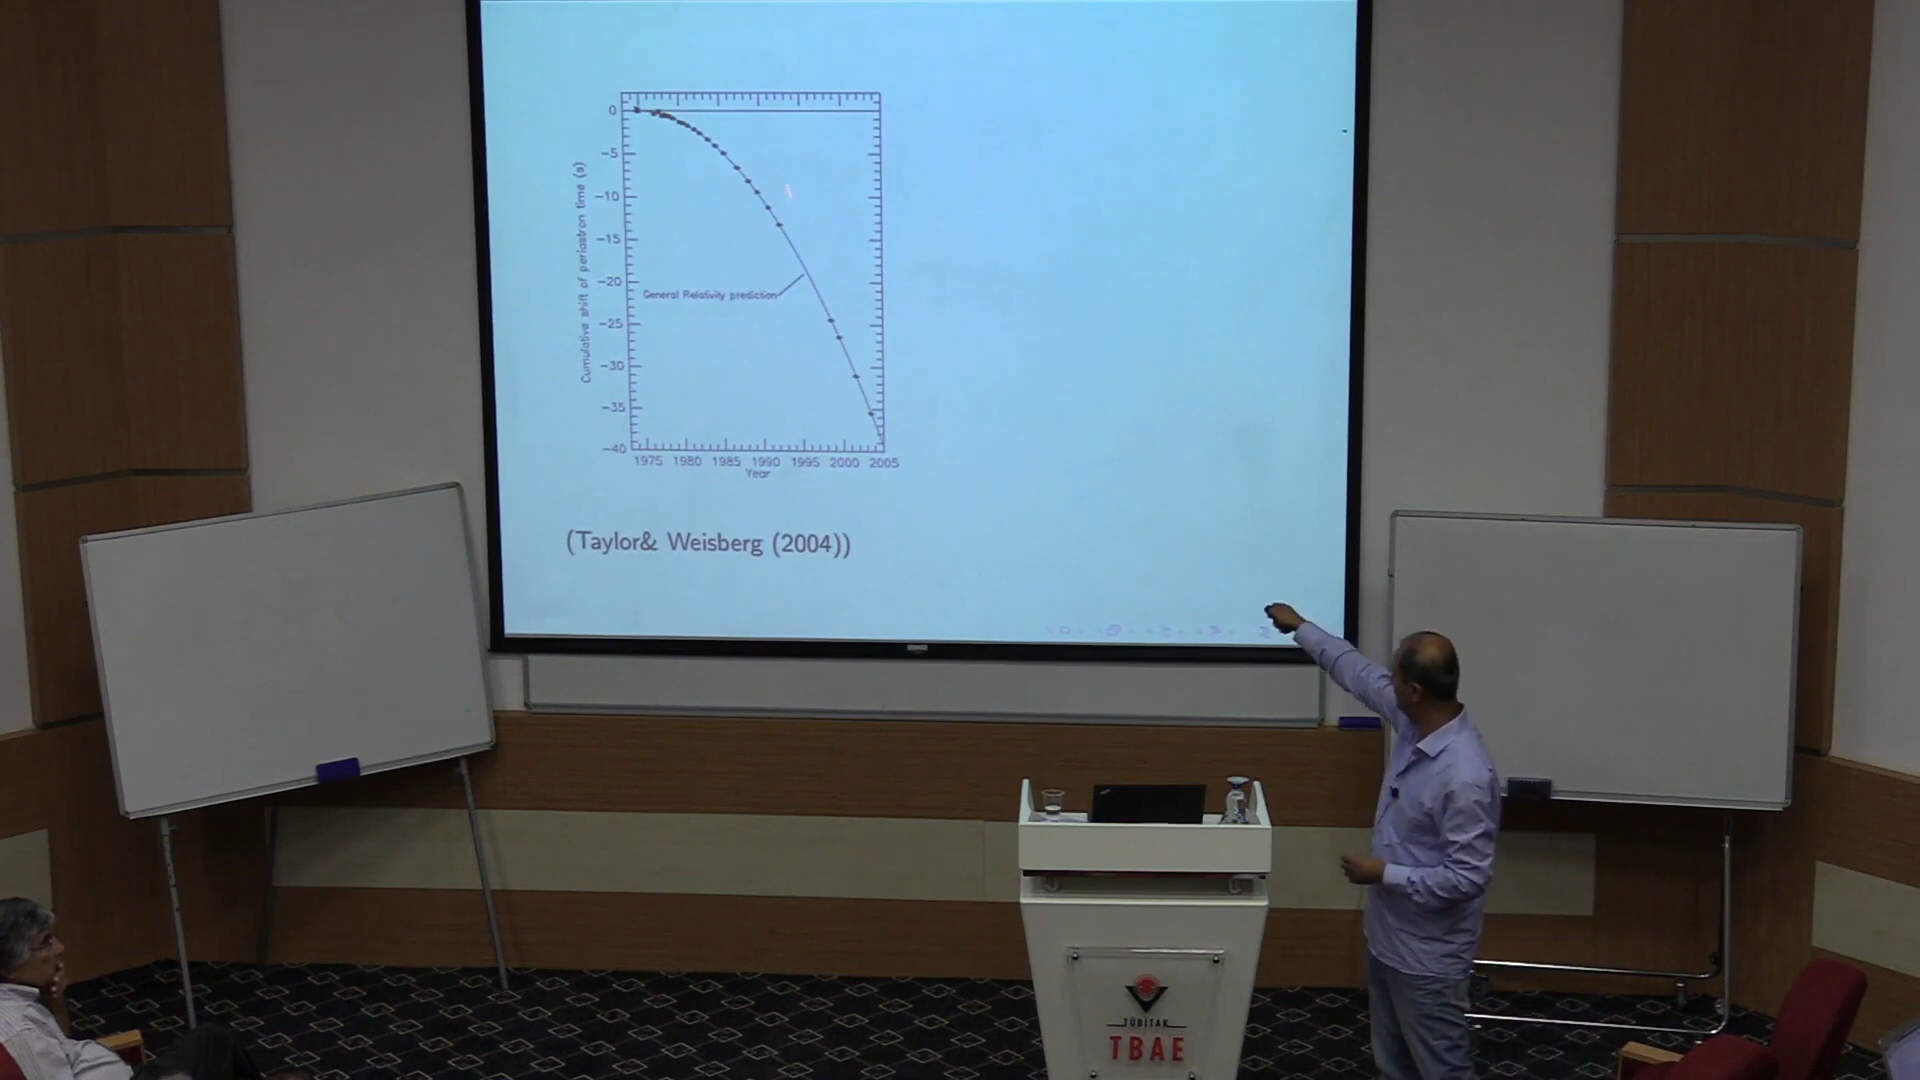 0
-5
-10
-15
-20
-25
-30
-35
-40
Cumulative shift of periastron time (s)
General Relativity prediction
1975 1980 1985 1990 1995 2000 2005
Year
(Taylor& Weisberg (2004))
TÜBİTAK
TBAE